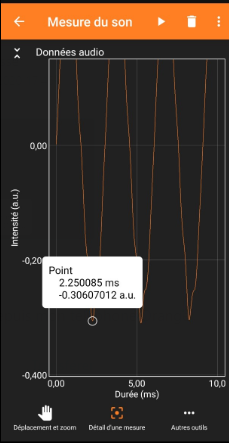 Mesure du son
Données audio
0,00
-0,20
-0,400
Intensité (a.u.)
Point
2.250085 ms
-0.30607012 a.u.
0,00 5,00 10,0
Durée (ms)
Déplacement et zoom Détail d'une mesure Autres outils